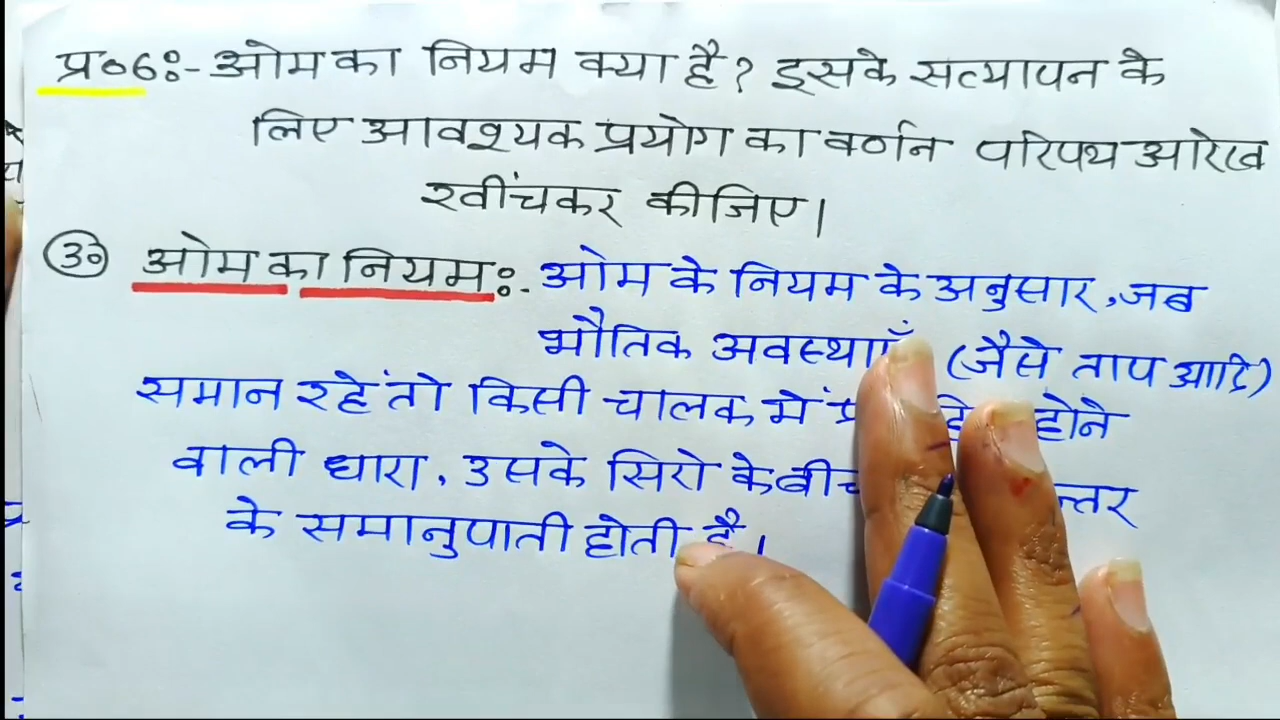 प्र०6:- ओम का नियम क्या है? इसके सत्यापन के
लिए आवश्यक प्रयोग का वर्णन परिपथ आरेख
खींचकर कीजिए।
उ० ओम का नियम:- ओम के नियम के अनुसार, जब
भौतिक अवस्थाएँ (जैसे ताप आदि)
समान रहें तो किसी चालक में होने
वाली धारा, उसके सिरो के बीच
के समानुपाती होती है।